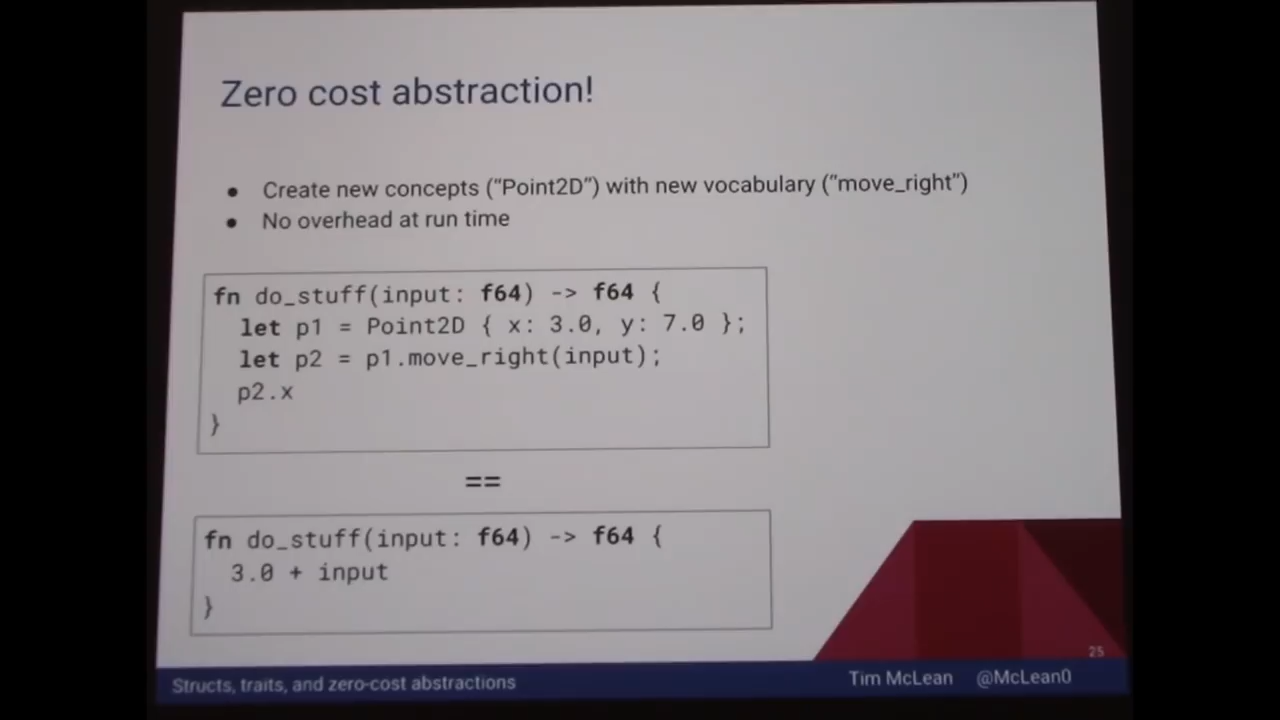 Zero cost abstraction!
● Create new concepts (“Point2D”) with new vocabulary (“move_right”)
● No overhead at run time
fn do_stuff(input: f64) -> f64 {
  let p1 = Point2D { x: 3.0, y: 7.0 };
  let p2 = p1.move_right(input);
  p2.x
}
==
fn do_stuff(input: f64) -> f64 {
  3.0 + input
}
25
Structs, traits, and zero-cost abstractions
Tim McLean @McLean0